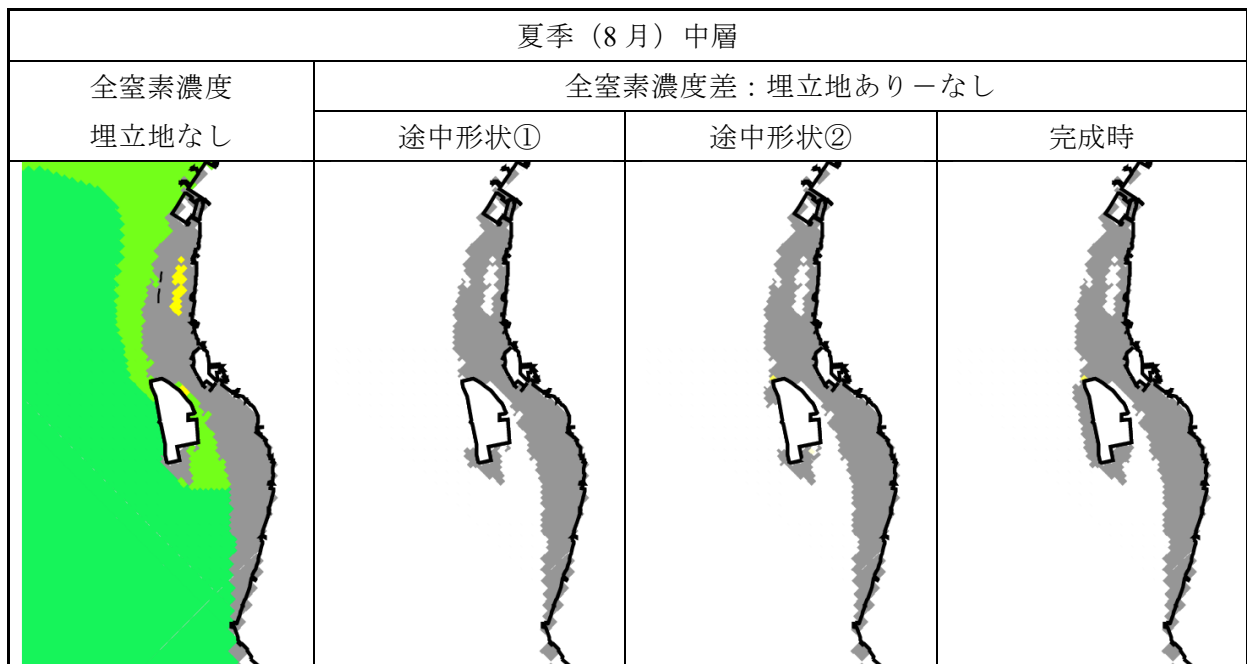 夏季（8月）中層
全窒素濃度
埋立地なし
全窒素濃度差：埋立地あり－なし
途中形状①
途中形状②
完成時